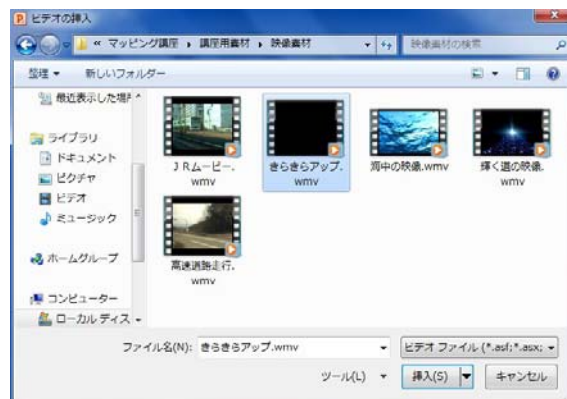 ビデオの挿入
« マッピング講座 › 講座用素材 › 映像素材
映像素材の検索
整理 ▼ 新しいフォルダー
最近表示した場
ライブラリ
ドキュメント
ピクチャ
ビデオ
ミュージック
ホームグループ
コンピューター
ローカル ディス
JRムービー.
wmv
きらきらアップ.
wmv
海中の映像.wmv
輝く道の映像.
wmv
高速道路走行.
wmv
ファイル名(N): きらきらアップ.wmv
ビデオ ファイル (*.asf;*.asx;
ツール(L)
挿入(S)
キャンセル